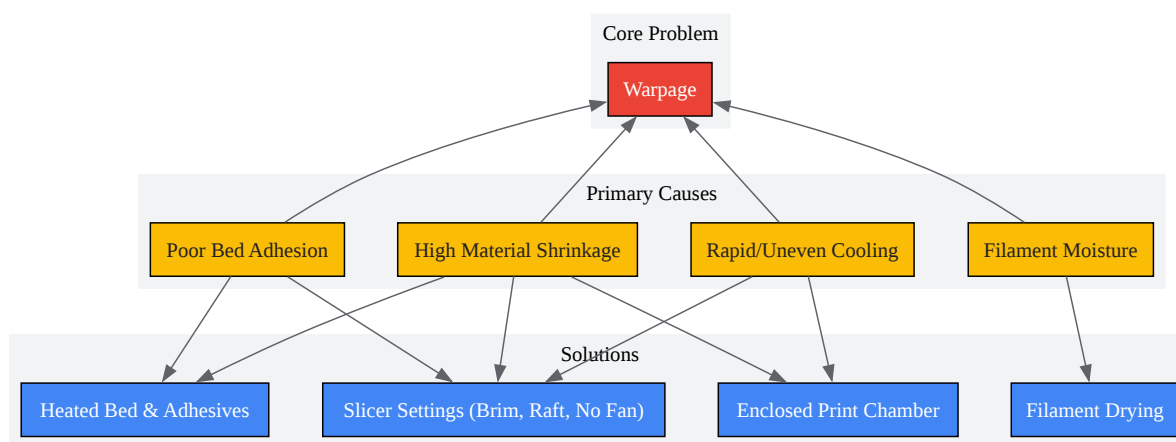 Core Problem
Warpage
Primary Causes
Poor Bed Adhesion
High Material Shrinkage
Rapid/Uneven Cooling
Filament Moisture
Solutions
Heated Bed & Adhesives
Slicer Settings (Brim, Raft, No Fan)
Enclosed Print Chamber
Filament Drying